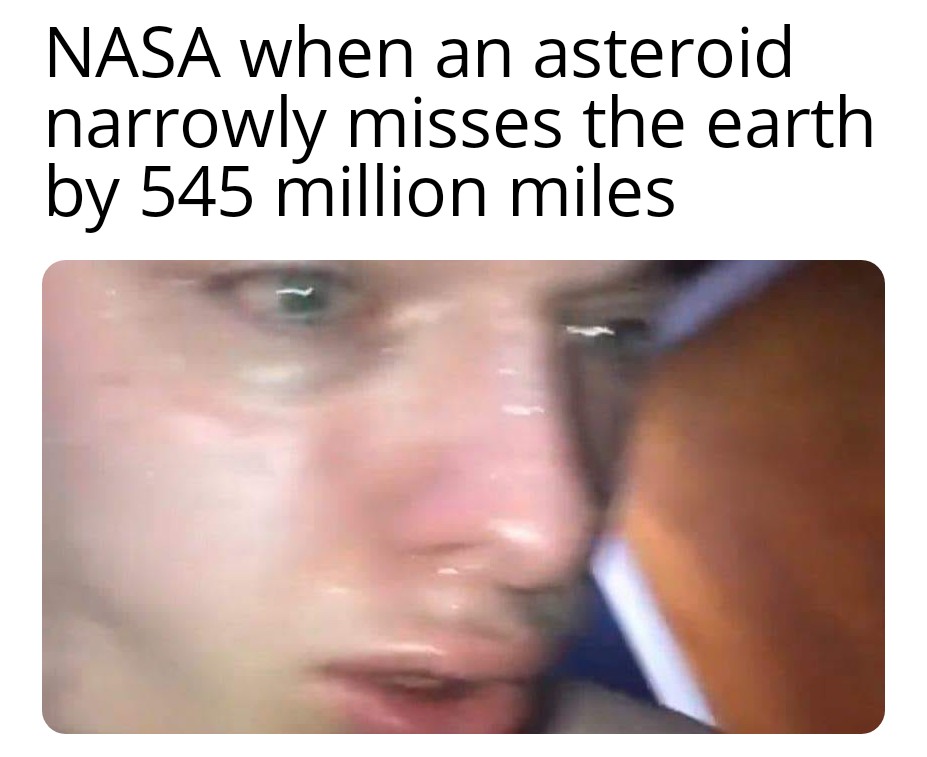 NASA when an asteroid
narrowly misses the earth
by 545 million miles